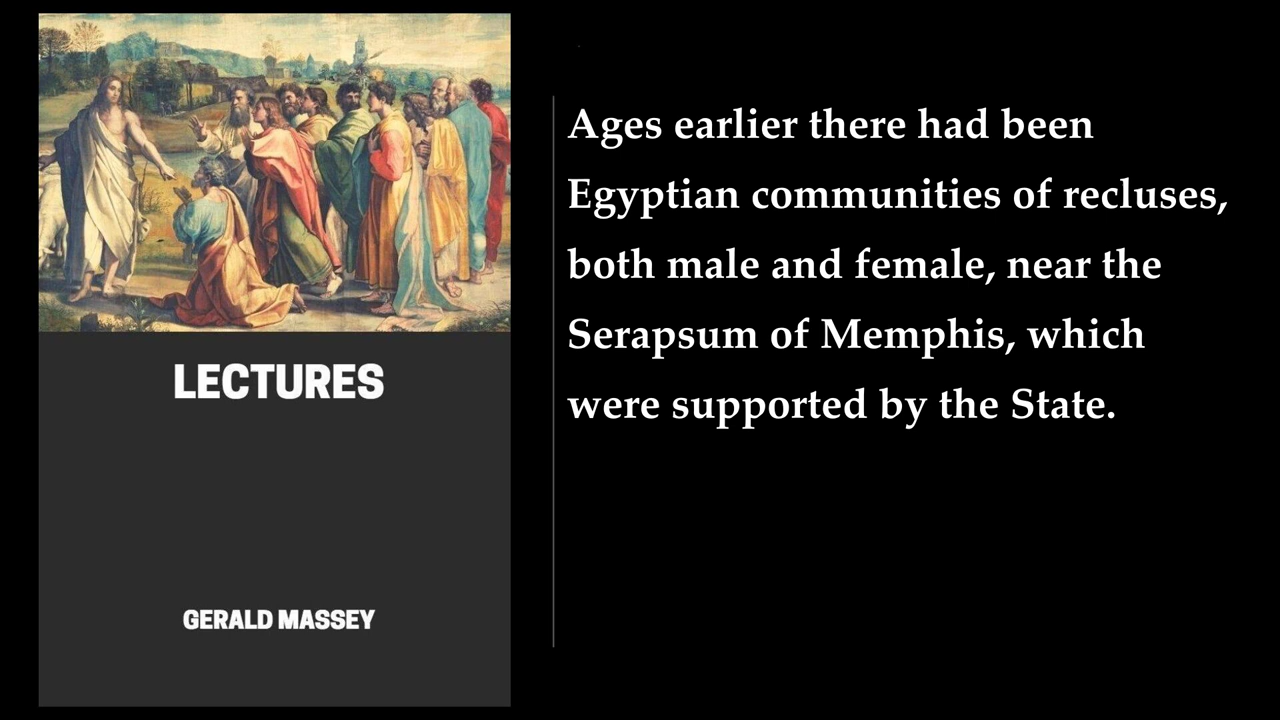 LECTURES
GERALD MASSEY
Ages earlier there had been
Egyptian communities of recluses,
both male and female, near the
Serapsum of Memphis, which
were supported by the State.